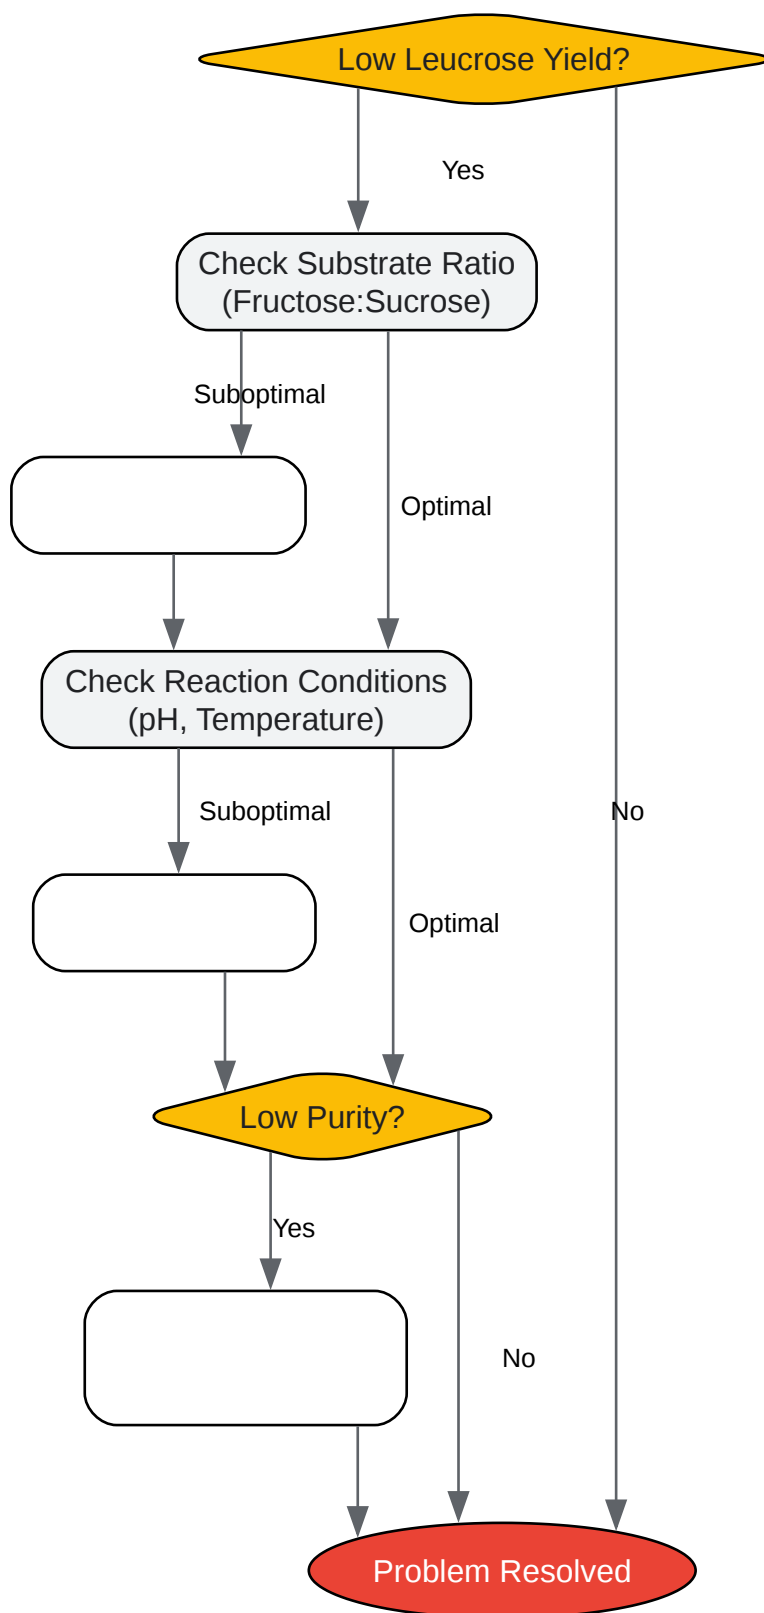 Low Leucrose Yield?
Yes
Check Substrate Ratio
(Fructose:Sucrose)
Suboptimal
Optimal
Check Reaction Conditions
(pH, Temperature)
Suboptimal
No
Optimal
Low Purity?
Yes
No
Problem Resolved